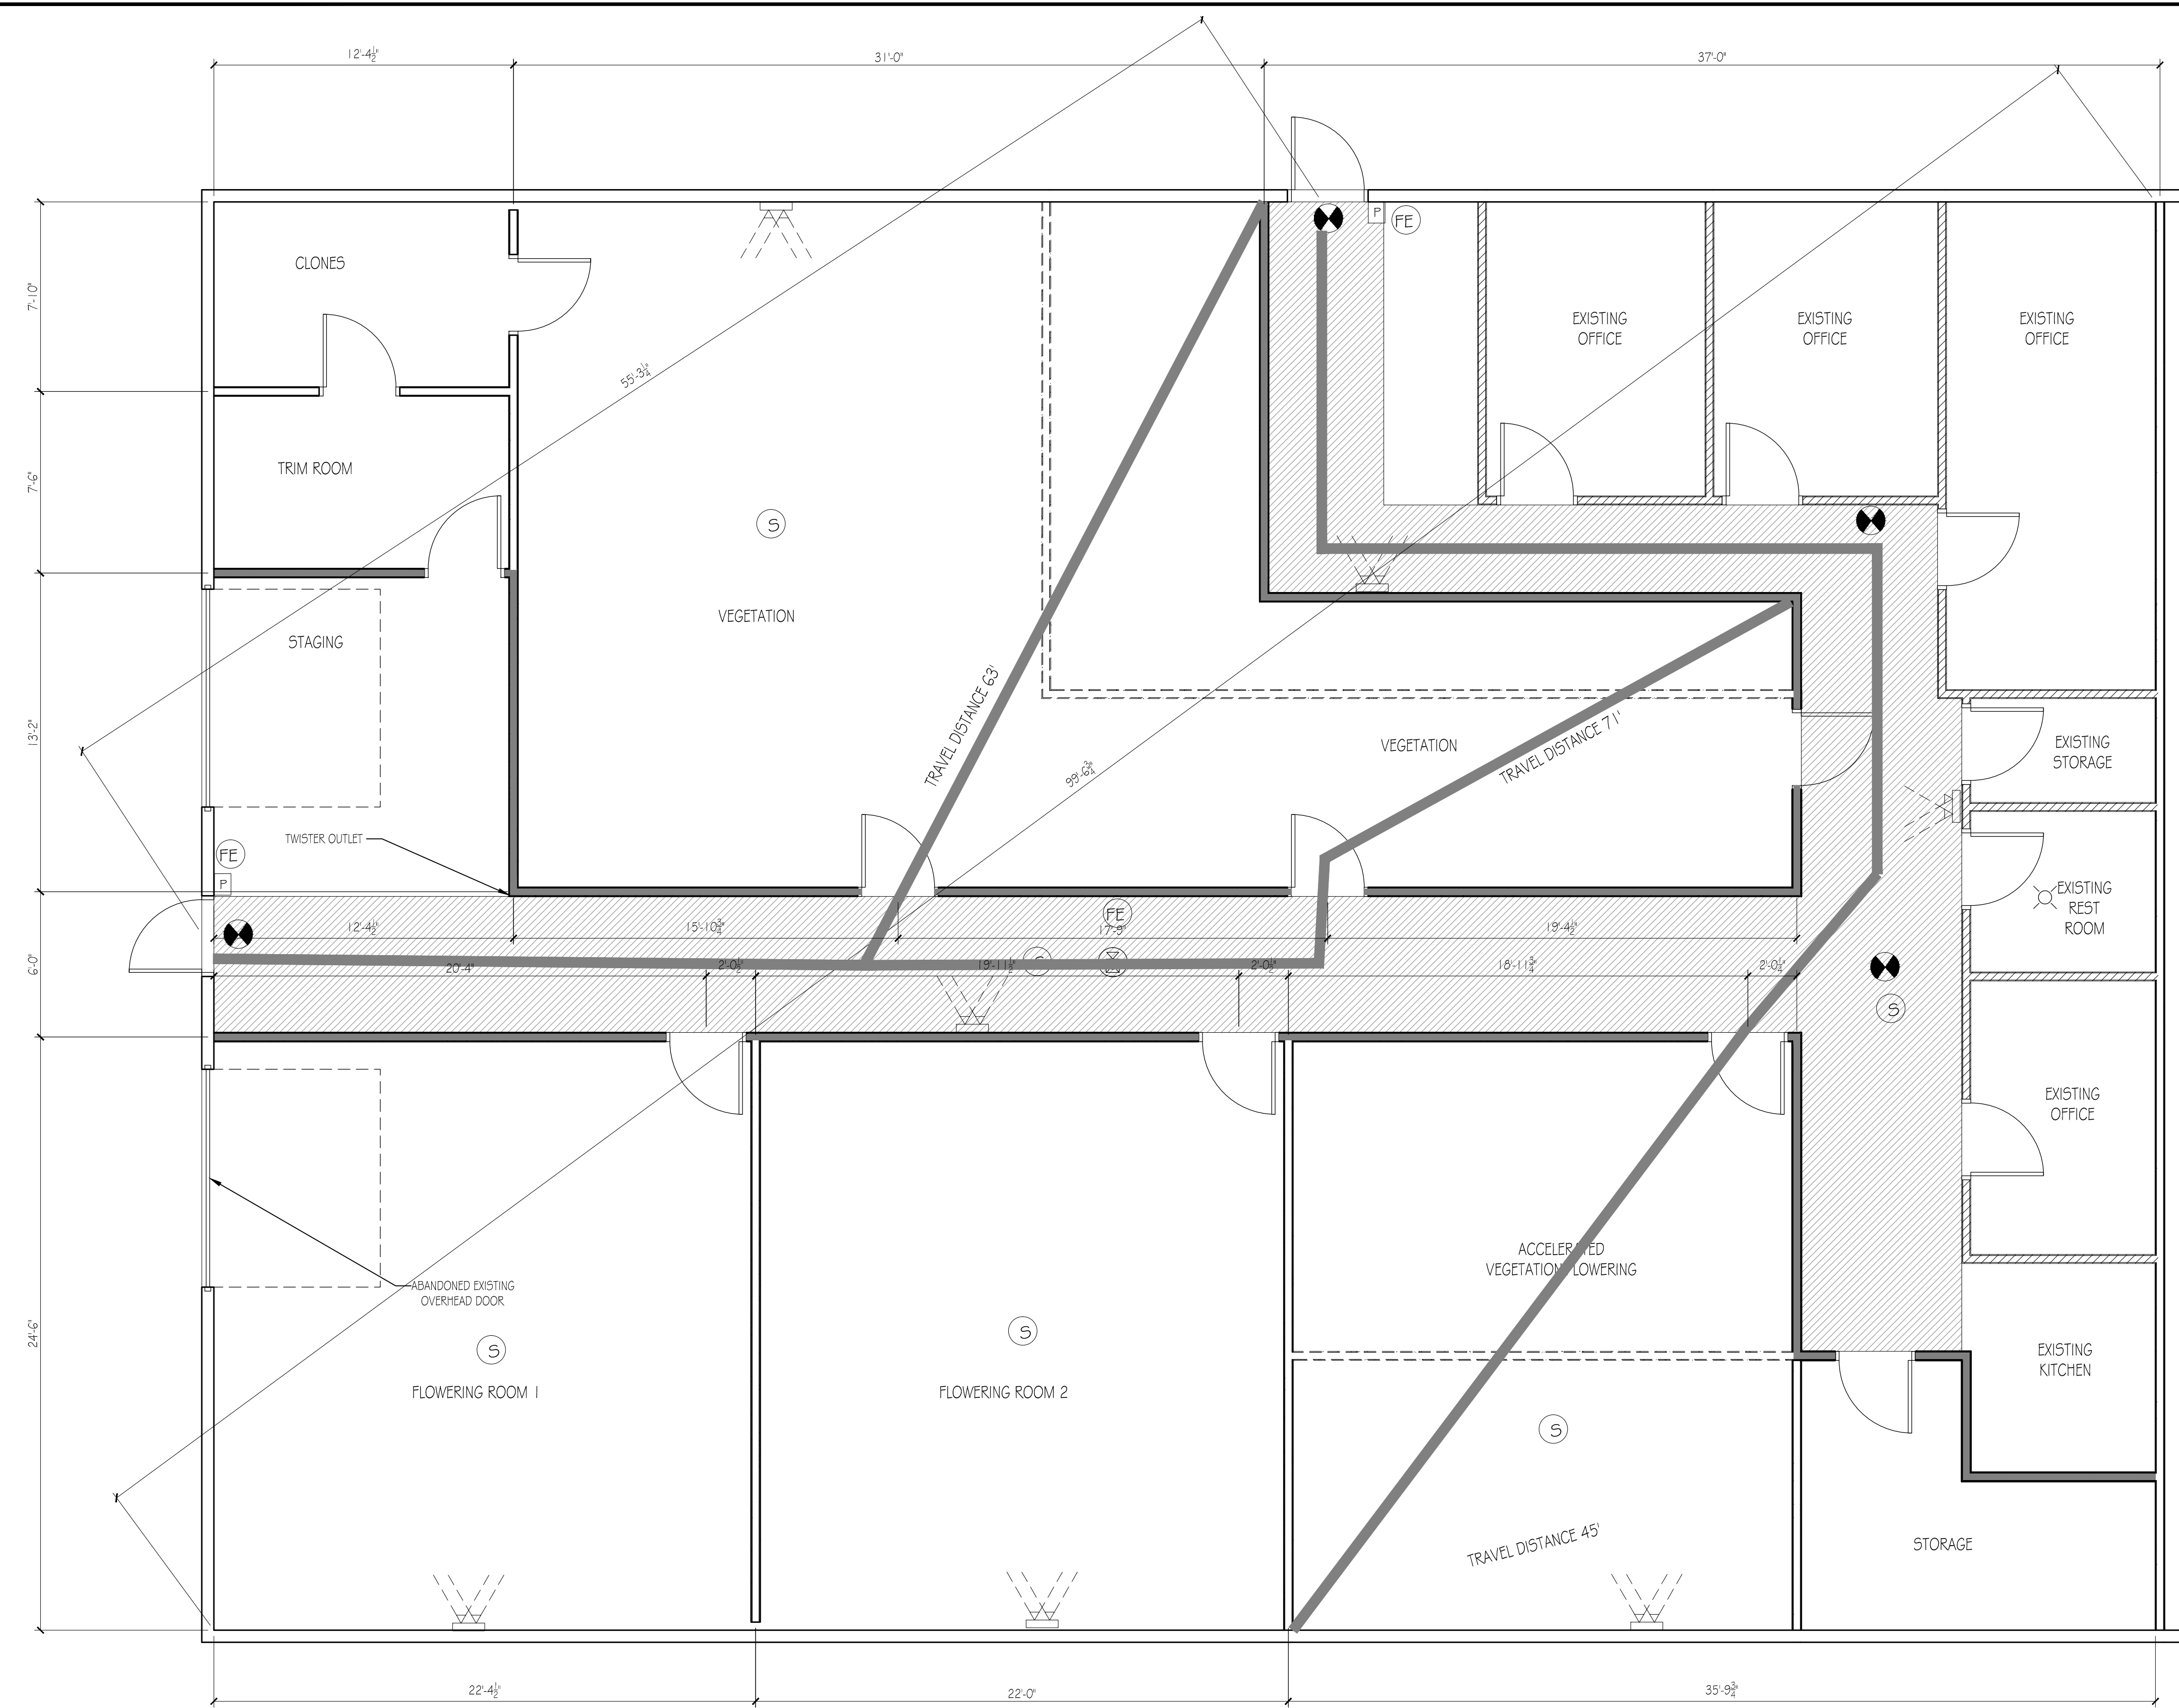 12'-4½"
31'-0"
37'-0"
P
FE
7'-10"
CLONES
EXISTING
OFFICE
EXISTING
OFFICE
EXISTING
OFFICE
55'-3¼"
7'-6"
TRIM ROOM
S
STAGING
VEGETATION
13'-2"
TRAVEL DISTANCE 63'
99'-6¾"
VEGETATION
TRAVEL DISTANCE 71'
EXISTING
STORAGE
TWISTER OUTLET
FE
P
EXISTING
REST
ROOM
FE
12'-4½"
15'-10¾"
17'-9"
19'-4½"
6'-0"
20'-4"
2'-0½"
19'-11½"
2'-0½"
18'-11¾"
2'-0¼"
S
S
EXISTING
OFFICE
ACCELERATED
VEGETATION FLOWERING
ABANDONED EXISTING
OVERHEAD DOOR
24'-6"
S
S
EXISTING
KITCHEN
FLOWERING ROOM 1
FLOWERING ROOM 2
S
TRAVEL DISTANCE 45'
STORAGE
22'-4½"
22'-0"
35'-9¾"